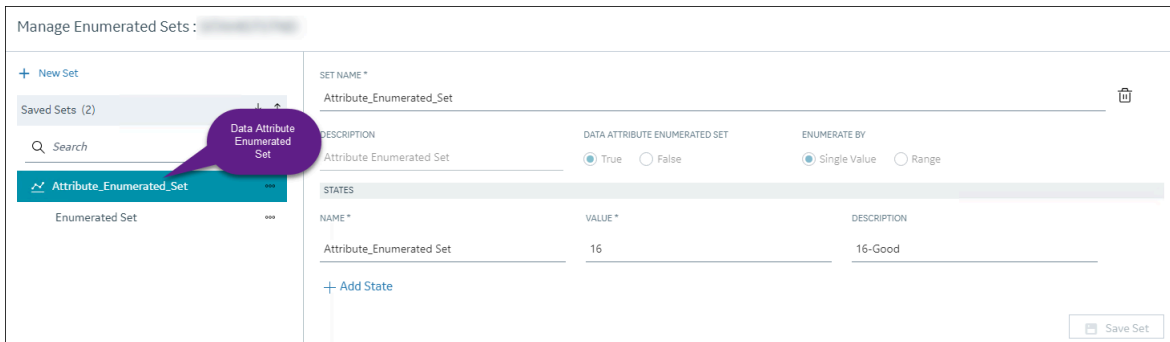 Manage Enumerated Sets :
+ New Set
Saved Sets (2)
Search
Data Attribute
Enumerated
Set
Attribute_Enumerated_Set
Enumerated Set
SET NAME *
Attribute_Enumerated_Set
DESCRIPTION
Attribute Enumerated Set
DATA ATTRIBUTE ENUMERATED SET
True False
ENUMERATE BY
Single Value Range
STATES
NAME * VALUE * DESCRIPTION
Attribute_Enumerated Set 16 16-Good
+ Add State
Save Set